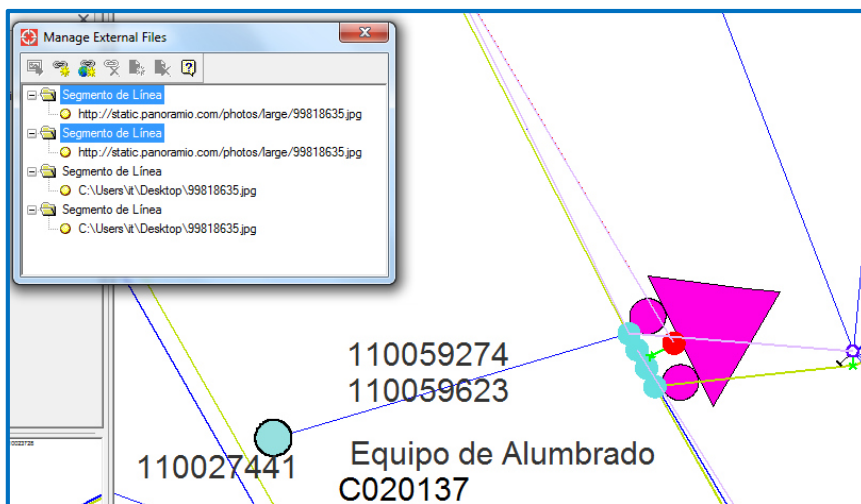 Manage External Files
Segmento de Línea
http://static.panoramio.com/photos/large/99818635.jpg
Segmento de Línea
http://static.panoramio.com/photos/large/99818635.jpg
Segmento de Línea
C:\Users\it\Desktop\99818635.jpg
Segmento de Línea
C:\Users\it\Desktop\99818635.jpg
110059274
110059623
110027441
Equipo de Alumbrado
C020137